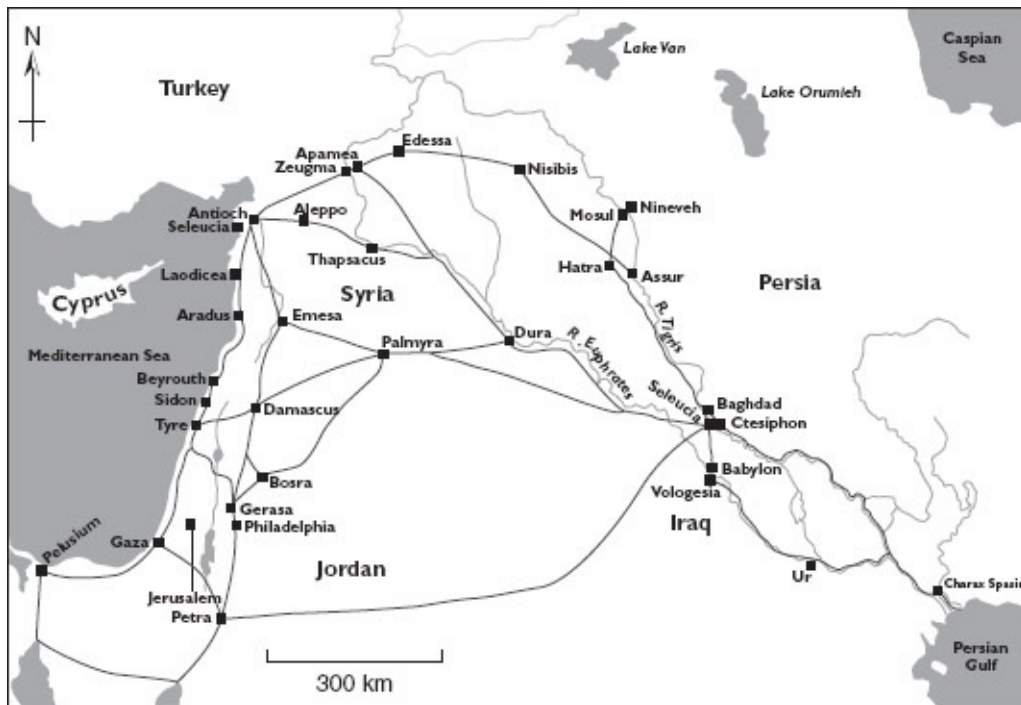 N
Turkey
Lake Van
Caspian
Sea
Lake Orumieh
Edessa
Apamea
Zeugma
Nisibis
Antioch
Seleucia
Aleppo
Mosul
Nineveh
Thapsacus
Hatra
Assur
Laodicea
Cyprus
Syria
Persia
Aradus
Emesa
R. Tigris
Mediterranean Sea
Palmyra
Dura
R. Euphrates
Beyrouth
Sidon
Tyre
Damascus
Seleucia
Baghdad
Ctesiphon
Bosra
Babylon
Vologesia
Gerasa
Philadelphia
Iraq
Pelusium
Gaza
Jordan
Jerusalem
Petra
Ur
Charax Spasin
Persian
Gulf
300 km